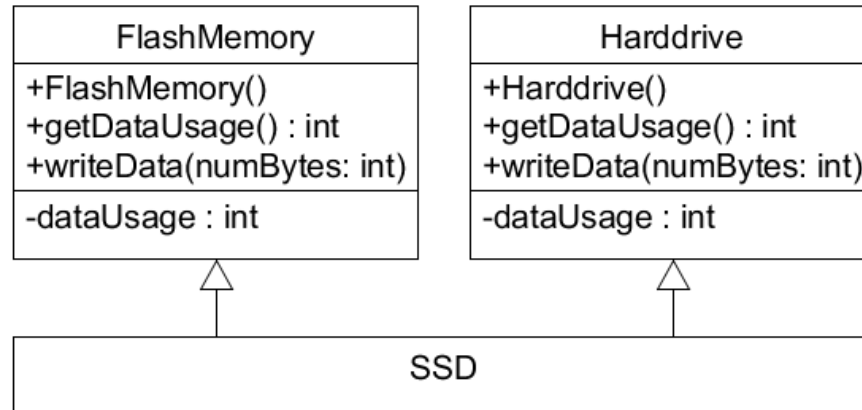 FlashMemory
+FlashMemory()
+getDataUsage() : int
+writeData(numBytes: int)
-dataUsage : int
Harddrive
+Harddrive()
+getDataUsage() : int
+writeData(numBytes: int)
-dataUsage : int
SSD